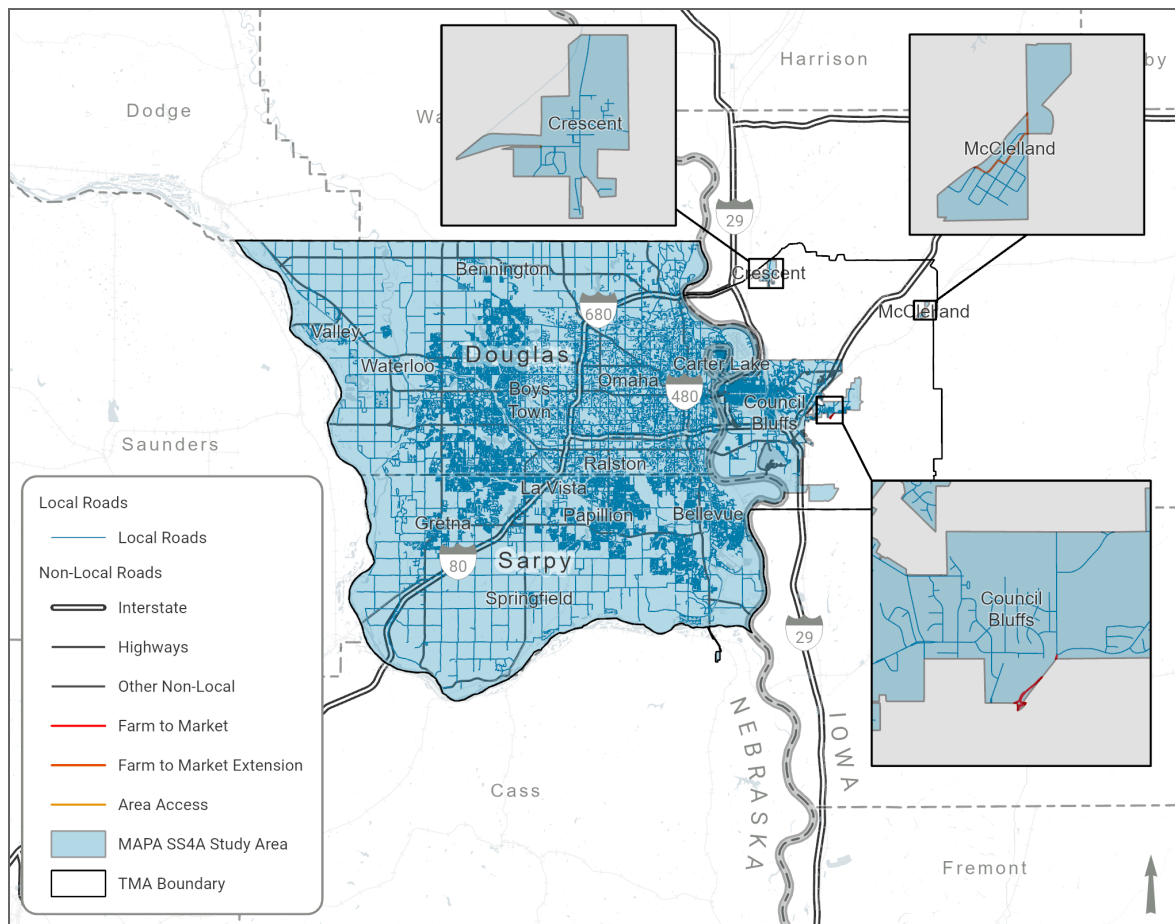 Harrison
by
Dodge
Wa
Crescent
McClelland
29
Crescent
Bennington
680
McClelland
Valley
Douglas
Waterloo
Carter Lake
Omaha
Boys
Town
480
Council
Bluffs
Saunders
Ralston
La Vista
Papillion
Bellevue
Gretna
80
Sarpy
Springfield
29
Council
Bluffs
NEBRASKA
IOWA
Cass
Fremont
Local Roads
Local Roads
Non-Local Roads
Interstate
Highways
Other Non-Local
Farm to Market
Farm to Market Extension
Area Access
MAPA SS4A Study Area
TMA Boundary